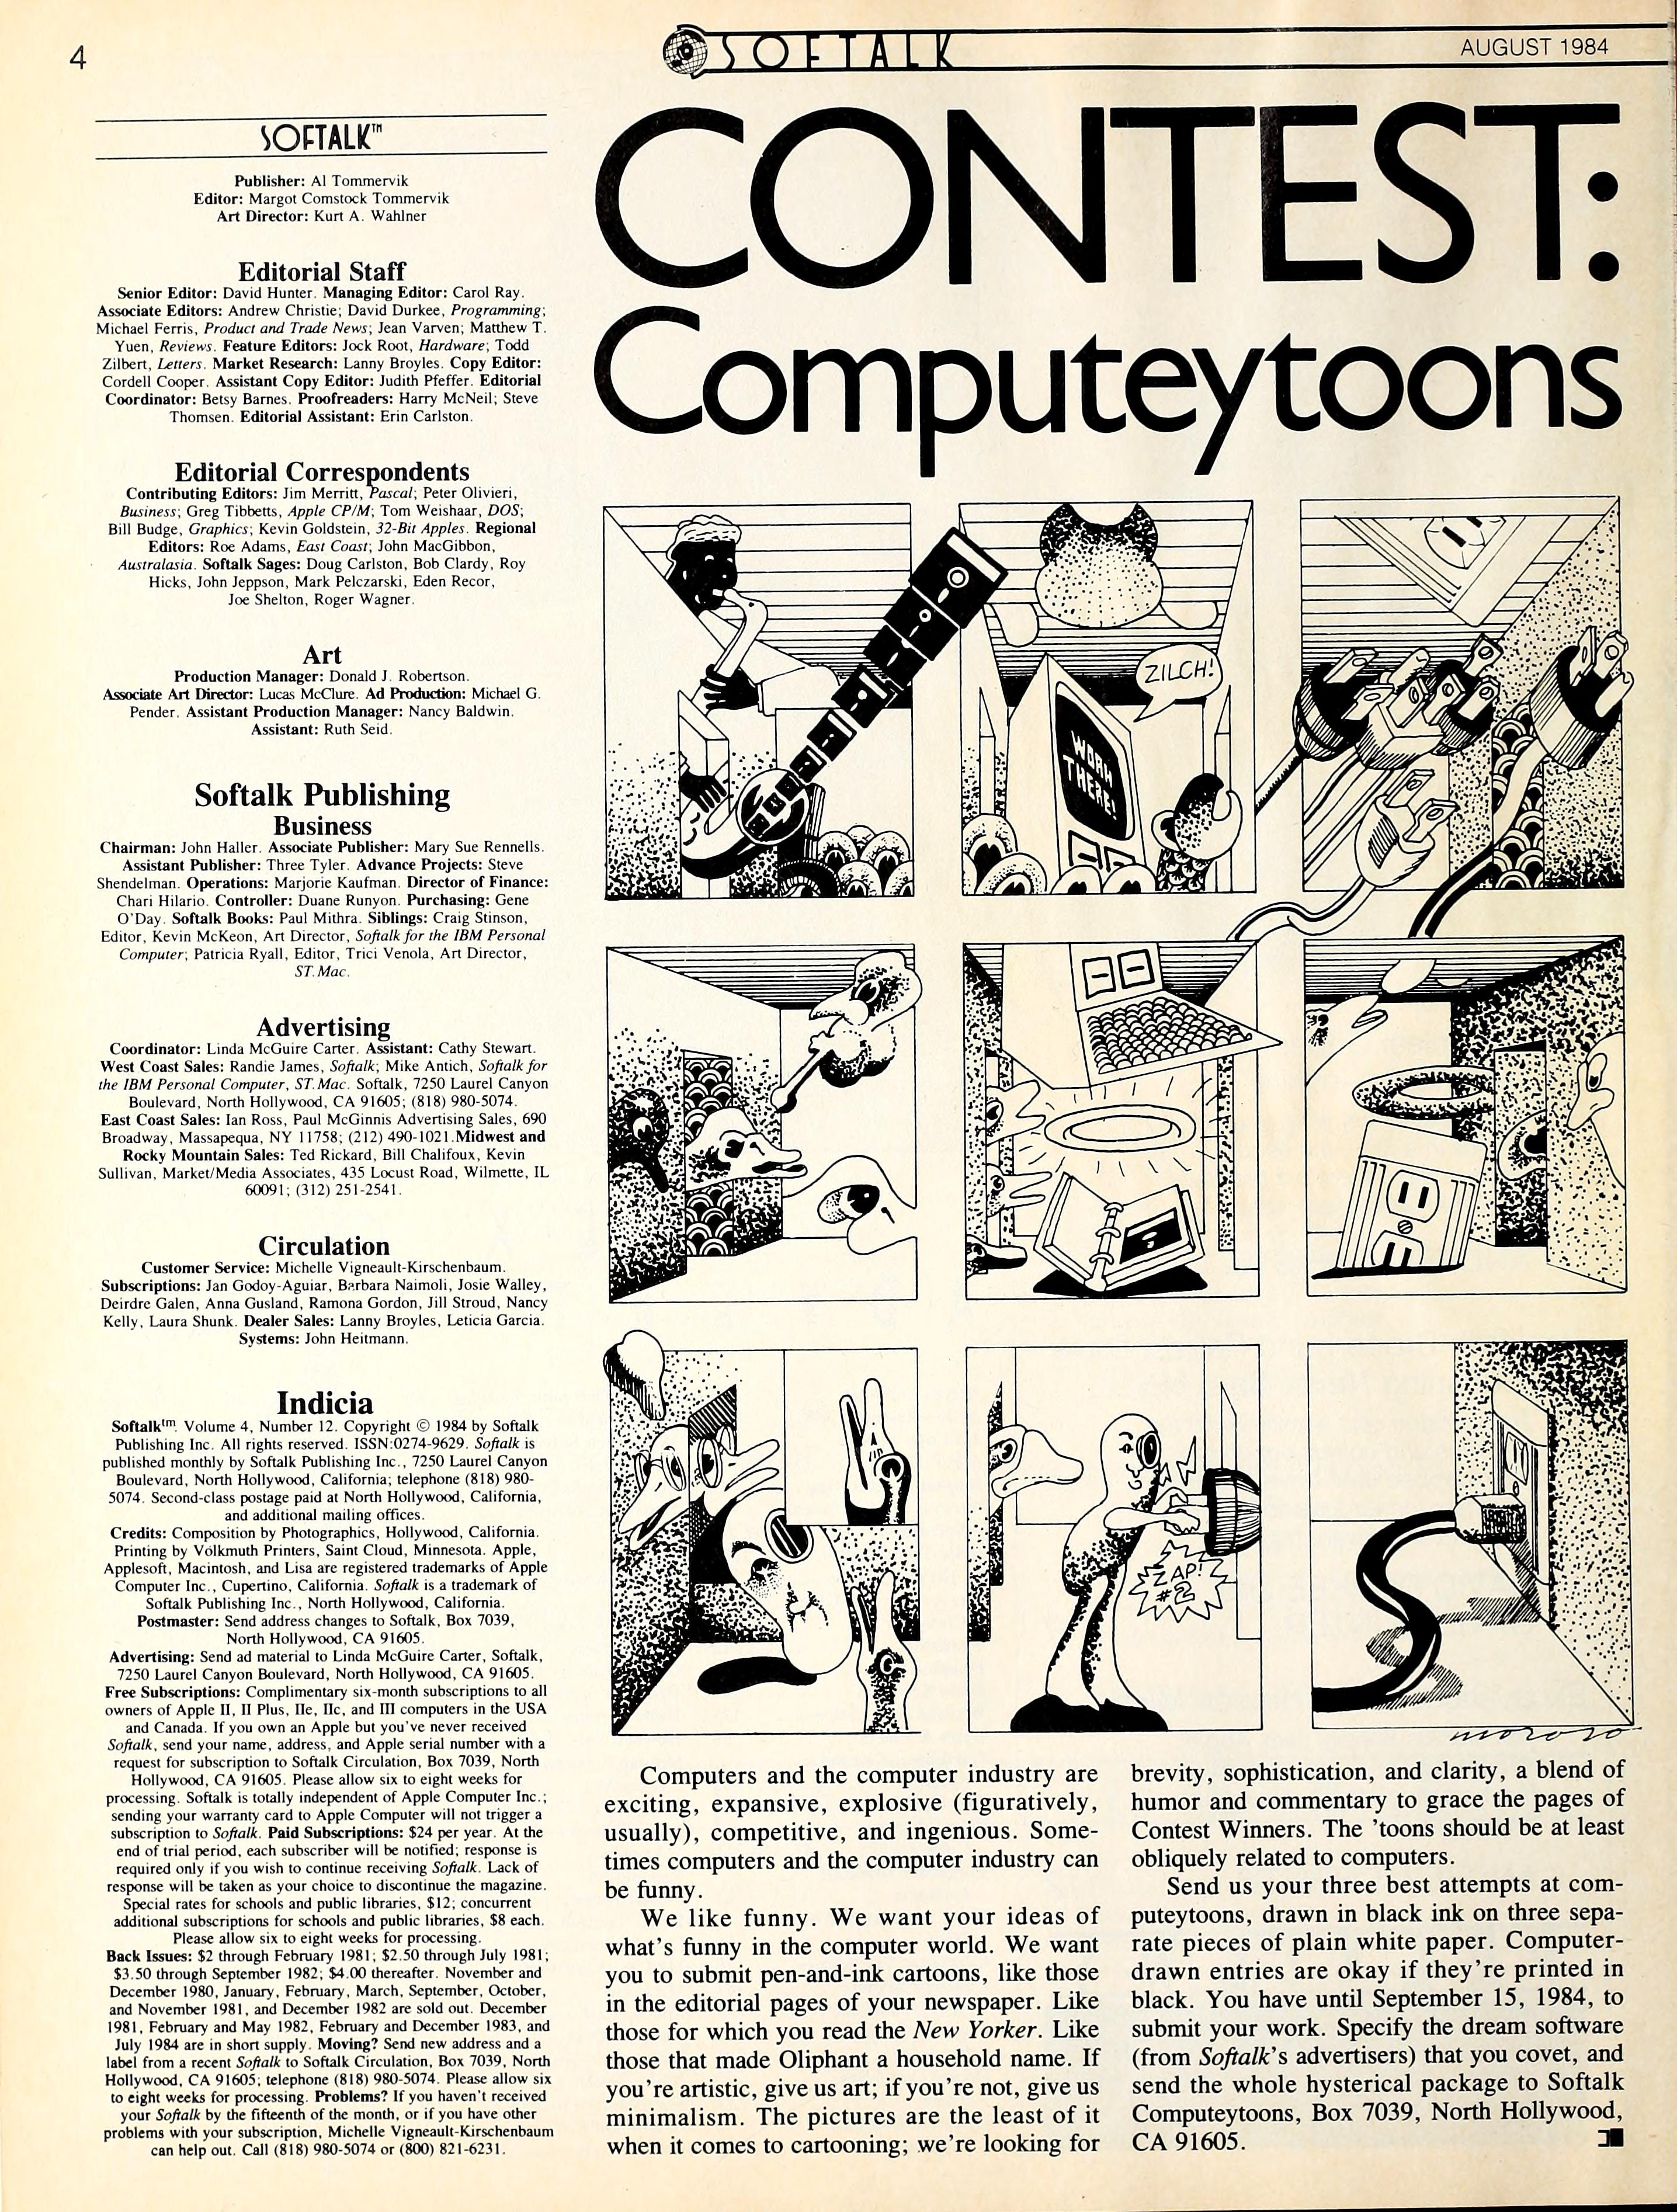 4
SOFTALK
AUGUST 1984
SOFTALK™
Publisher: Al Tommervik
Editor: Margot Comstock Tommervik
Art Director: Kurt A. Wahlner
Editorial Staff
Senior Editor: David Hunter. Managing Editor: Carol Ray.
Associate Editors: Andrew Christie; David Durkee, Programming;
Michael Ferris, Product and Trade News; Jean Varven; Matthew T.
Yuen, Reviews. Feature Editors: Jock Root, Hardware; Todd
Zilbert, Letters. Market Research: Lanny Broyles. Copy Editor:
Cordell Cooper. Assistant Copy Editor: Judith Pfeffer. Editorial
Coordinator: Betsy Barnes. Proofreaders: Harry McNeil; Steve
Thomsen. Editorial Assistant: Erin Carlston.
Editorial Correspondents
Contributing Editors: Jim Merritt, Pascal; Peter Olivieri,
Business; Greg Tibbetts, Apple CP/M; Tom Weishaar, DOS;
Bill Budge, Graphics; Kevin Goldstein, 32-Bit Apples. Regional
Editors: Roe Adams, East Coast; John MacGibbon,
Australasia. Softalk Sages: Doug Carlston, Bob Clardy, Roy
Hicks, John Jeppson, Mark Pelczarski, Eden Recor,
Joe Shelton, Roger Wagner.
Art
Production Manager: Donald J. Robertson.
Associate Art Director: Lucas McClure. Ad Production: Michael G.
Pender. Assistant Production Manager: Nancy Baldwin.
Assistant: Ruth Seid.
Softalk Publishing
Business
Chairman: John Haller. Associate Publisher: Mary Sue Rennells.
Assistant Publisher: Three Tyler. Advance Projects: Steve
Shendelman. Operations: Marjorie Kaufman. Director of Finance:
Chari Hilario. Controller: Duane Runyon. Purchasing: Gene
O'Day. Softalk Books: Paul Mithra. Siblings: Craig Stinson,
Editor, Kevin McKeon, Art Director, Softalk for the IBM Personal
Computer; Patricia Ryall, Editor, Trici Venola, Art Director,
ST.Mac.
Advertising
Coordinator: Linda McGuire Carter. Assistant: Cathy Stewart.
West Coast Sales: Randie James, Softalk; Mike Antich, Softalk for
the IBM Personal Computer, ST.Mac. Softalk, 7250 Laurel Canyon
Boulevard, North Hollywood, CA 91605; (818) 980-5074.
East Coast Sales: Ian Ross, Paul McGinnis Advertising Sales, 690
Broadway, Massapequa, NY 11758; (212) 490-1021.Midwest and
Rocky Mountain Sales: Ted Rickard, Bill Chalifoux, Kevin
Sullivan, Market/Media Associates, 435 Locust Road, Wilmette, IL
60091; (312) 251-2541.
Circulation
Customer Service: Michelle Vigneault-Kirschenbaum.
Subscriptions: Jan Godoy-Aguiar, Barbara Naimoli, Josie Walley,
Deirdre Galen, Anna Gusland, Ramona Gordon, Jill Stroud, Nancy
Kelly, Laura Shunk. Dealer Sales: Lanny Broyles, Leticia Garcia.
Systems: John Heitmann.
Indicia
Softalk™. Volume 4, Number 12. Copyright © 1984 by Softalk
Publishing Inc. All rights reserved. ISSN:0274-9629. Softalk is
published monthly by Softalk Publishing Inc., 7250 Laurel Canyon
Boulevard, North Hollywood, California; telephone (818) 980-
5074. Second-class postage paid at North Hollywood, California,
and additional mailing offices.
Credits: Composition by Photographics, Hollywood, California.
Printing by Volkmuth Printers, Saint Cloud, Minnesota. Apple,
Applesoft, Macintosh, and Lisa are registered trademarks of Apple
Computer Inc., Cupertino, California. Softalk is a trademark of
Softalk Publishing Inc., North Hollywood, California.
Postmaster: Send address changes to Softalk, Box 7039,
North Hollywood, CA 91605.
Advertising: Send ad material to Linda McGuire Carter, Softalk,
7250 Laurel Canyon Boulevard, North Hollywood, CA 91605.
Free Subscriptions: Complimentary six-month subscriptions to all
owners of Apple II, II Plus, IIe, IIc, and III computers in the USA
and Canada. If you own an Apple but you've never received
Softalk, send your name, address, and Apple serial number with a
request for subscription to Softalk Circulation, Box 7039, North
Hollywood, CA 91605. Please allow six to eight weeks for
processing. Softalk is totally independent of Apple Computer Inc.;
sending your warranty card to Apple Computer will not trigger a
subscription to Softalk. Paid Subscriptions: $24 per year. At the
end of trial period, each subscriber will be notified; response is
required only if you wish to continue receiving Softalk. Lack of
response will be taken as your choice to discontinue the magazine.
Special rates for schools and public libraries, $12; concurrent
additional subscriptions for schools and public libraries, $8 each.
Please allow six to eight weeks for processing.
Back Issues: $2 through February 1981; $2.50 through July 1981;
$3.50 through September 1982; $4.00 thereafter. November and
December 1980, January, February, March, September, October,
and November 1981, and December 1982 are sold out. December
1981, February and May 1982, February and December 1983, and
July 1984 are in short supply. Moving? Send new address and a
label from a recent Softalk to Softalk Circulation, Box 7039, North
Hollywood, CA 91605; telephone (818) 980-5074. Please allow six
to eight weeks for processing. Problems? If you haven't received
your Softalk by the fifteenth of the month, or if you have other
problems with your subscription, Michelle Vigneault-Kirschenbaum
can help out. Call (818) 980-5074 or (800) 821-6231.
CONTEST:
Computeytoons
ZILCH!
WORM
THERE!
?
ZAP!
#2
moroso
Computers and the computer industry are
exciting, expansive, explosive (figuratively,
usually), competitive, and ingenious. Some-
times computers and the computer industry can
be funny.
We like funny. We want your ideas of
what's funny in the computer world. We want
you to submit pen-and-ink cartoons, like those
in the editorial pages of your newspaper. Like
those for which you read the New Yorker. Like
those that made Oliphant a household name. If
you're artistic, give us art; if you're not, give us
minimalism. The pictures are the least of it
when it comes to cartooning; we're looking for
brevity, sophistication, and clarity, a blend of
humor and commentary to grace the pages of
Contest Winners. The 'toons should be at least
obliquely related to computers.
Send us your three best attempts at com-
puteytoons, drawn in black ink on three sepa-
rate pieces of plain white paper. Computer-
drawn entries are okay if they're printed in
black. You have until September 15, 1984, to
submit your work. Specify the dream software
(from Softalk's advertisers) that you covet, and
send the whole hysterical package to Softalk
Computeytoons, Box 7039, North Hollywood,
CA 91605.